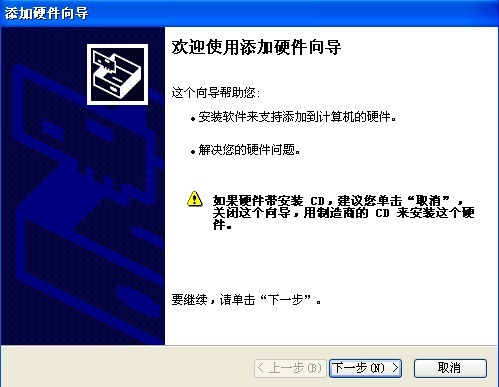 添加硬件向导
欢迎使用添加硬件向导
这个向导帮助您:
•安装软件来支持添加到计算机的硬件。
•解决您的硬件问题。
如果硬件带安装 CD，建议您单击“取消”，
关闭这个向导，用制造商的 CD 来安装这个硬
件。
要继续，请单击“下一步”。
< 上一步(B) 下一步(N) > 取消